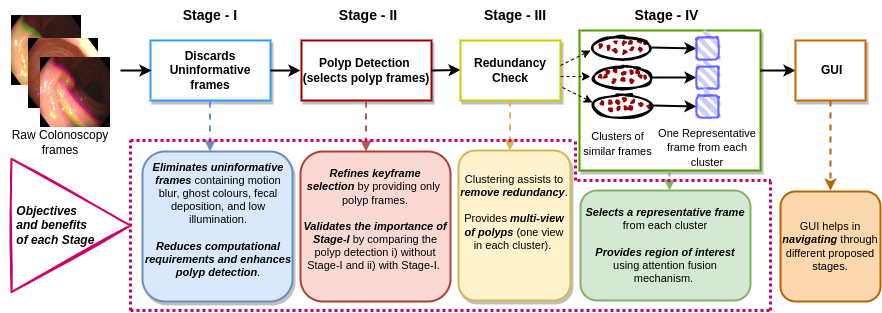 Stage - I
Stage - II
Stage - III
Stage - IV
Raw Colonoscopy
frames
Discards
Uninformative
frames
Polyp Detection
(selects polyp frames)
Redundancy
Check
Clusters of
similar frames
One Representative
frame from each
cluster
GUI
Objectives
and benefits
of each Stage
Eliminates uninformative
frames containing motion
blur, ghost colours, fecal
deposition, and low
illumination.
Reduces computational
requirements and enhances
polyp detection.
Refines keyframe
selection by providing only
polyp frames.
Validates the importance of
Stage-I by comparing the
polyp detection i) without
Stage-I and ii) with Stage-I.
Clustering assists to
remove redundancy.
Provides multi-view
of polyps (one view
in each cluster).
Selects a representative frame
from each cluster
Provides region of interest
using attention fusion
mechanism.
GUI helps in
navigating through
different proposed
stages.